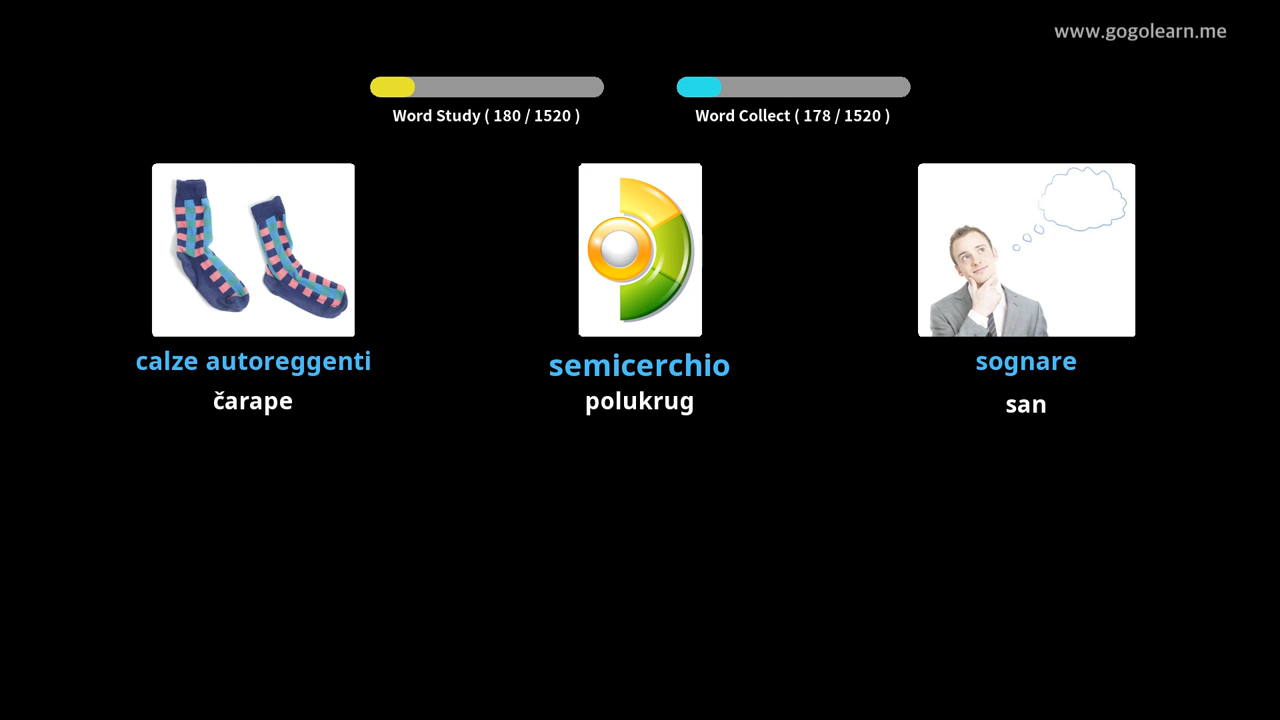 www.gogolearn.me
Word Study ( 180 / 1520 )
Word Collect ( 178 / 1520 )
calze autoreggenti
semicerchio
sognare
čarape
polukrug
san